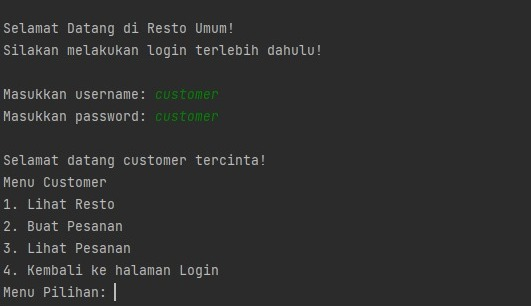 Selamat Datang di Resto Umum!
Silakan melakukan login terlebih dahulu!
Masukkan username: customer
Masukkan password: customer
Selamat datang customer tercinta!
Menu Customer
1. Lihat Resto
2. Buat Pesanan
3. Lihat Pesanan
4. Kembali ke halaman Login
Menu Pilihan: